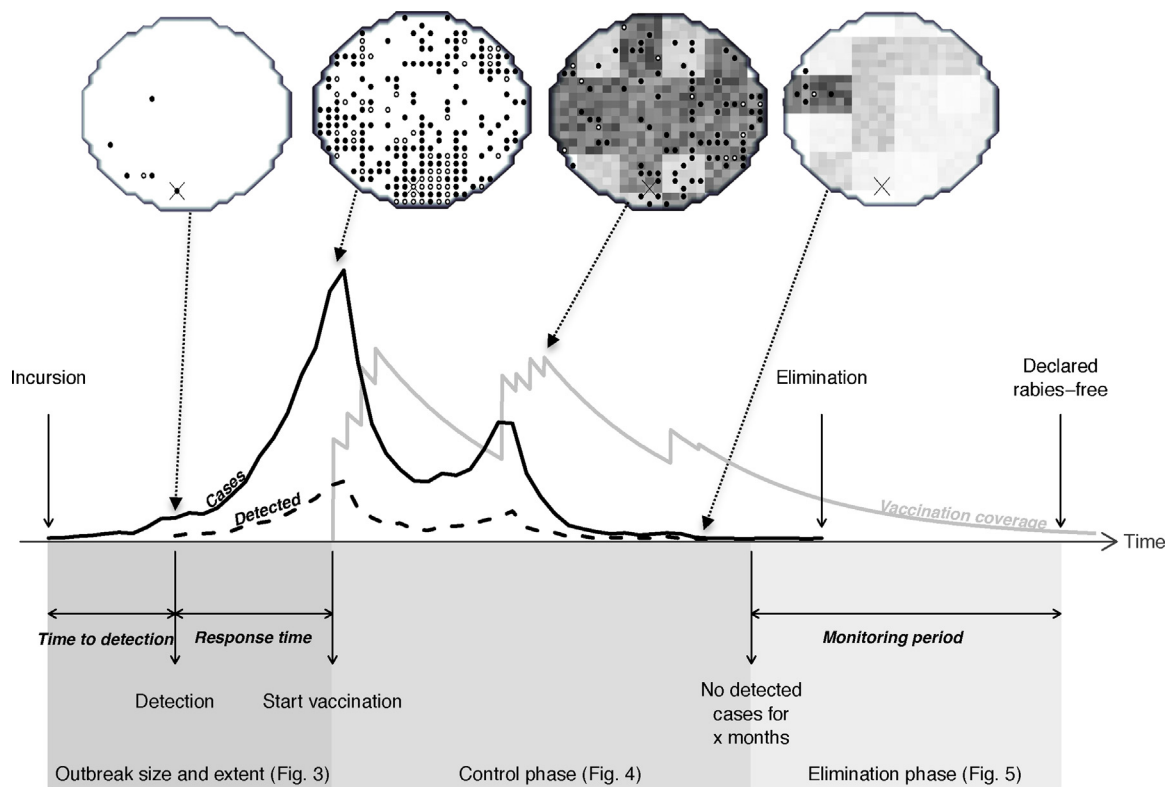 Incursion
Elimination
Declared
rabies–free
Cases
Detected
Vaccination coverage
Time
Time to detection
Response time
Monitoring period
Detection
Start vaccination
No detected
cases for
x months
Outbreak size and extent (Fig. 3)
Control phase (Fig. 4)
Elimination phase (Fig. 5)